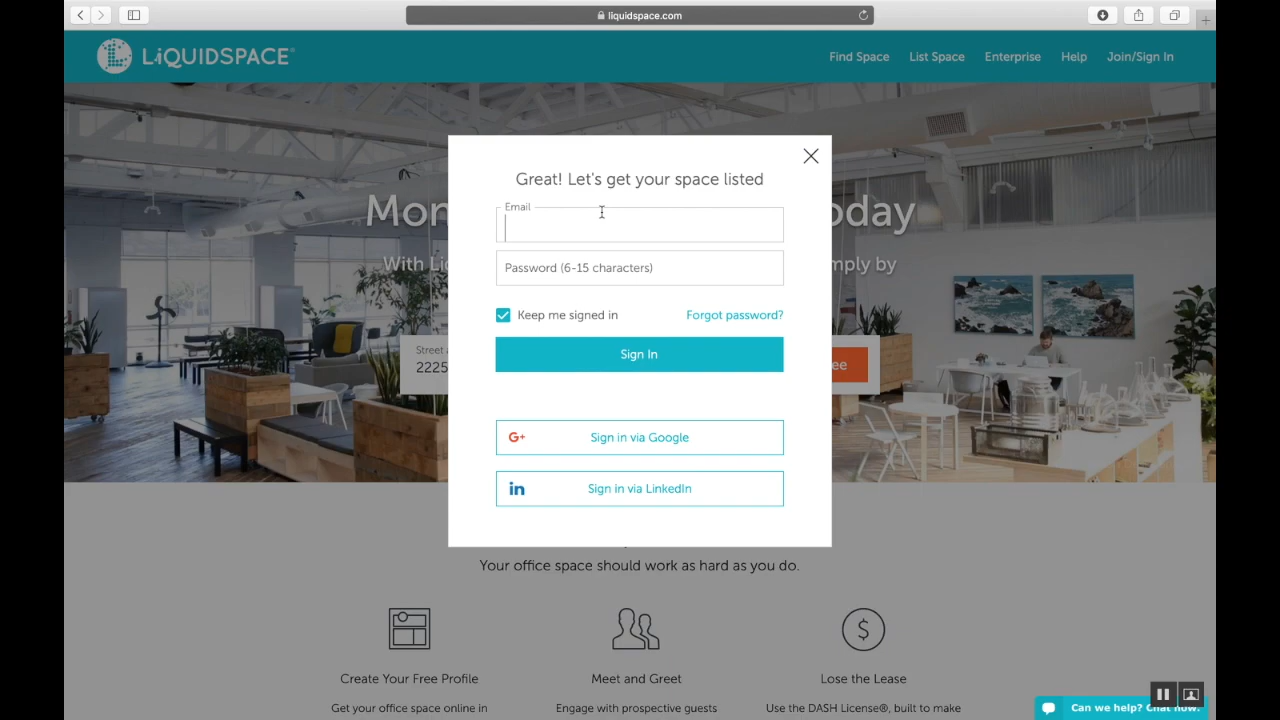 liquidspace.com
LiQUIDSPACE®
Find Space List Space Enterprise Help Join/Sign In
Great! Let's get your space listed
Mon
oday
Email
With Li
mply by
Password (6-15 characters)
Keep me signed in Forgot password?
Street
2225
ee
Sign In
G+ Sign in via Google
in Sign in via LinkedIn
Your office space should work as hard as you do.
$
Create Your Free Profile
Meet and Greet
Lose the Lease
Get your office space online in
Engage with prospective guests
Use the DASH License®, built to make
Can we help? Chat now!